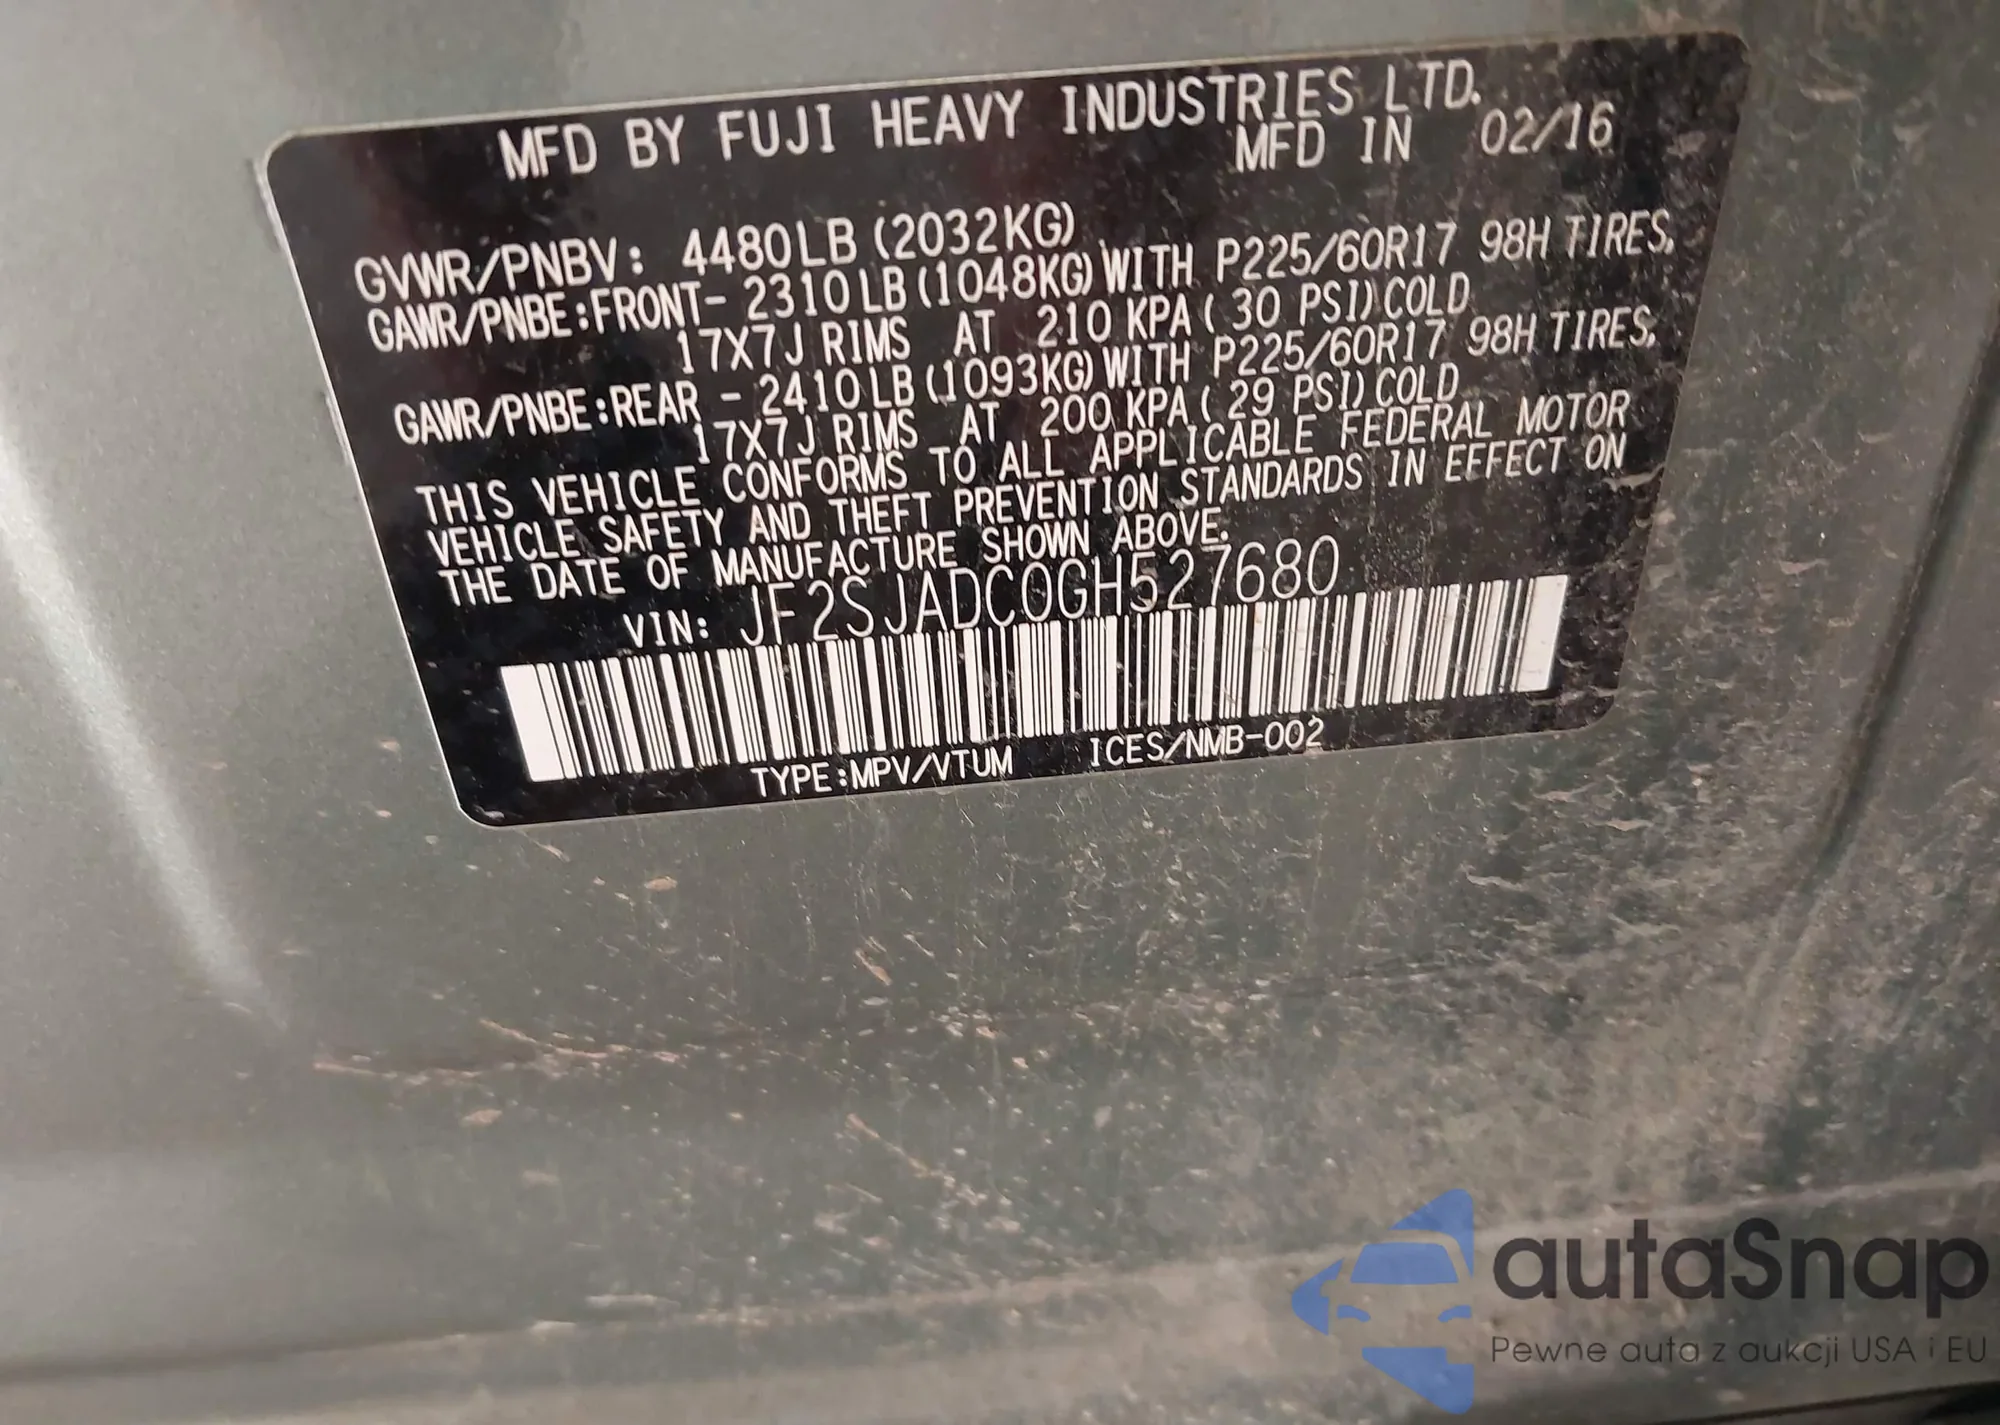 MFD BY FUJI HEAVY INDUSTRIES LTD.
MFD IN 02/16
GVWR/PNBV: 4480LB (2032KG)
GAWR/PNBE:FRONT- 2310LB(1048KG)WITH P225/60R17 98H TIRES,
17X7J RIMS AT 210 KPA( 30 PSI)COLD
GAWR/PNBE:REAR - 2410LB(1093KG)WITH P225/60R17 98H TIRES,
17X7J RIMS AT 200 KPA( 29 PSI)COLD
THIS VEHICLE CONFORMS TO ALL APPLICABLE FEDERAL MOTOR
VEHICLE SAFETY AND THEFT PREVENTION STANDARDS IN EFFECT ON
THE DATE OF MANUFACTURE SHOWN ABOVE.
VIN: JF2SJADC0GH527680
TYPE:MPV/VTUM ICES/NMB-002
autaSnap
Pewne auta z aukcji USA i EU